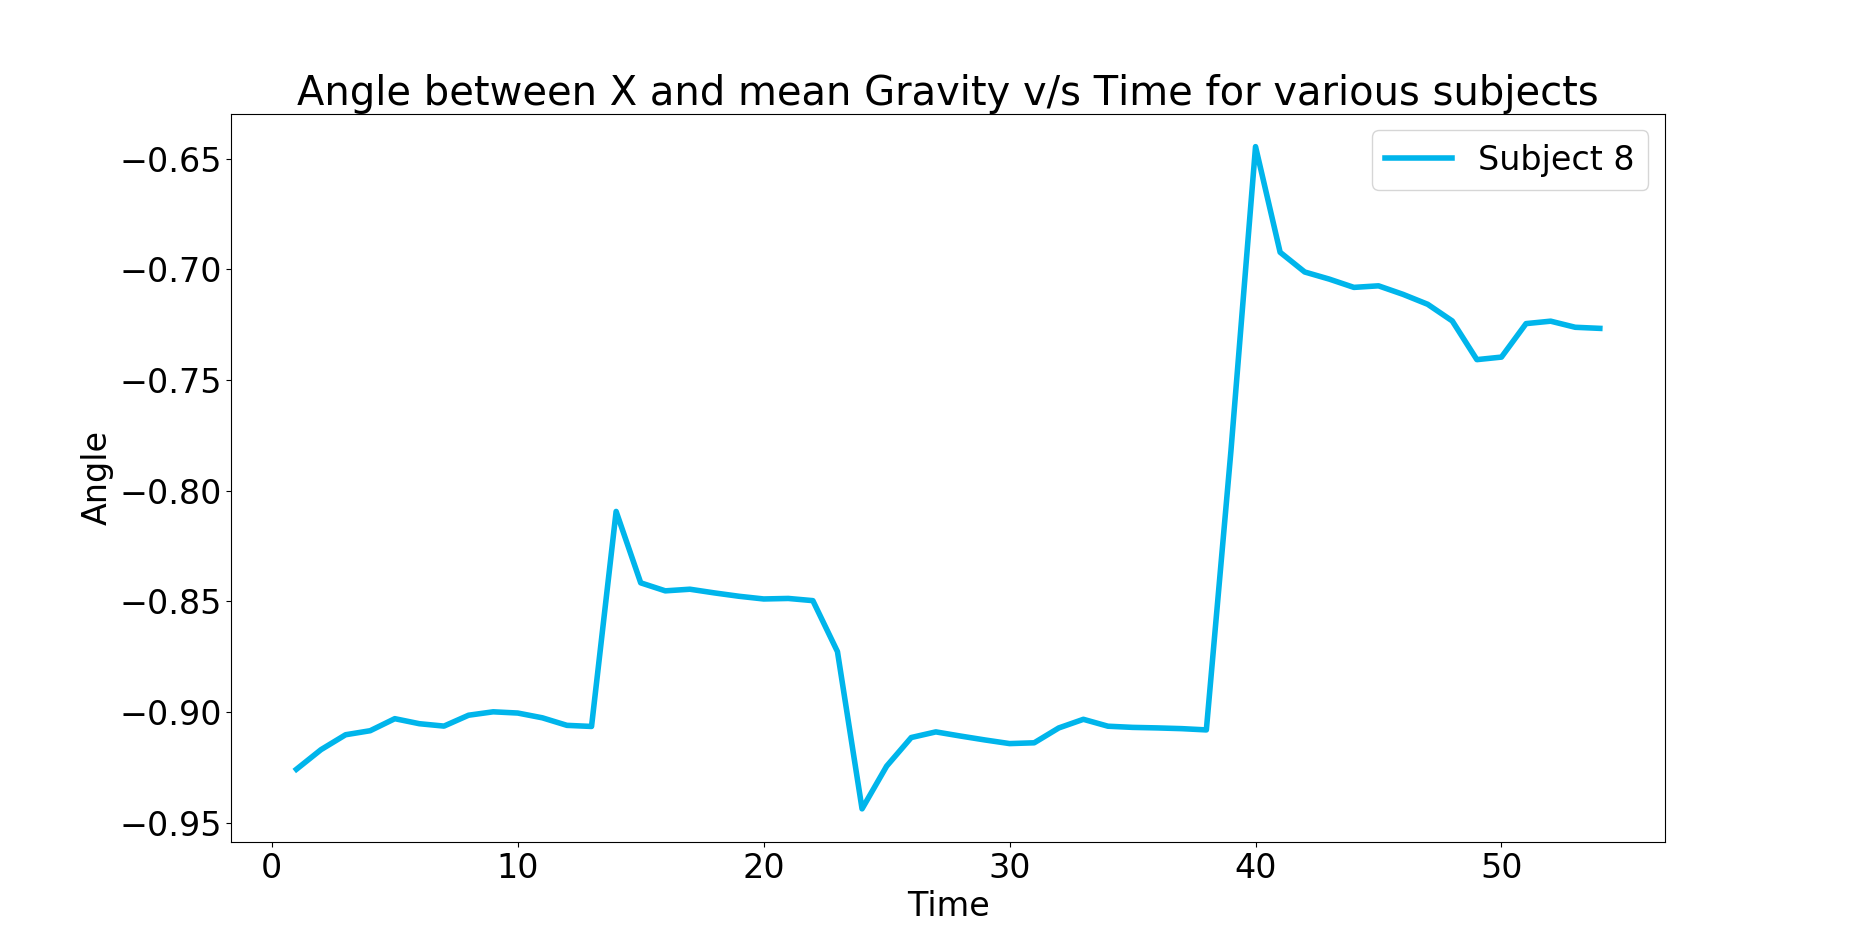 Angle between X and mean Gravity v/s Time for various subjects
Subject 8
−0.65
−0.70
−0.75
−0.80
−0.85
−0.90
−0.95
Angle
0 10 20 30 40 50
Time